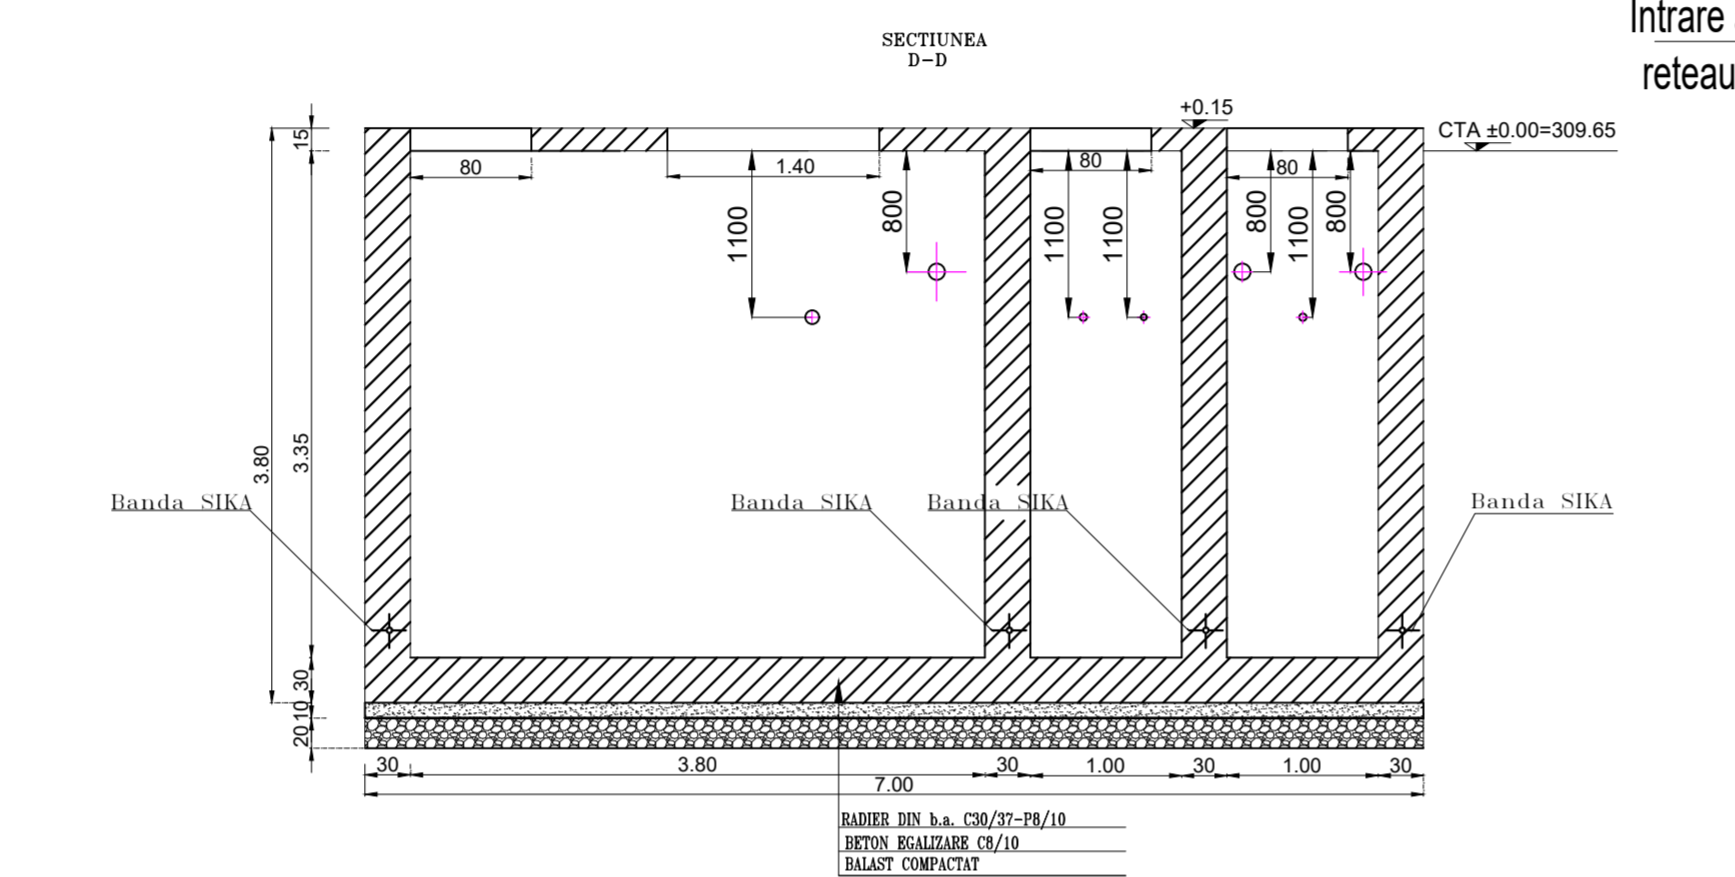 Intrare
reteau
SECTIUNEA
D-D
+0.15
CTA ±0.00=309.65
15
80
1.40
80
80
1100
800
1100
1100
800
1100
800
3.80
3.35
Banda SIKA
Banda SIKA
Banda SIKA
Banda SIKA
30
10
20
30
3.80
30
1.00
30
1.00
30
7.00
RADIER DIN b.a. C30/37-P8/10
BETON EGALIZARE C8/10
BALAST COMPACTAT